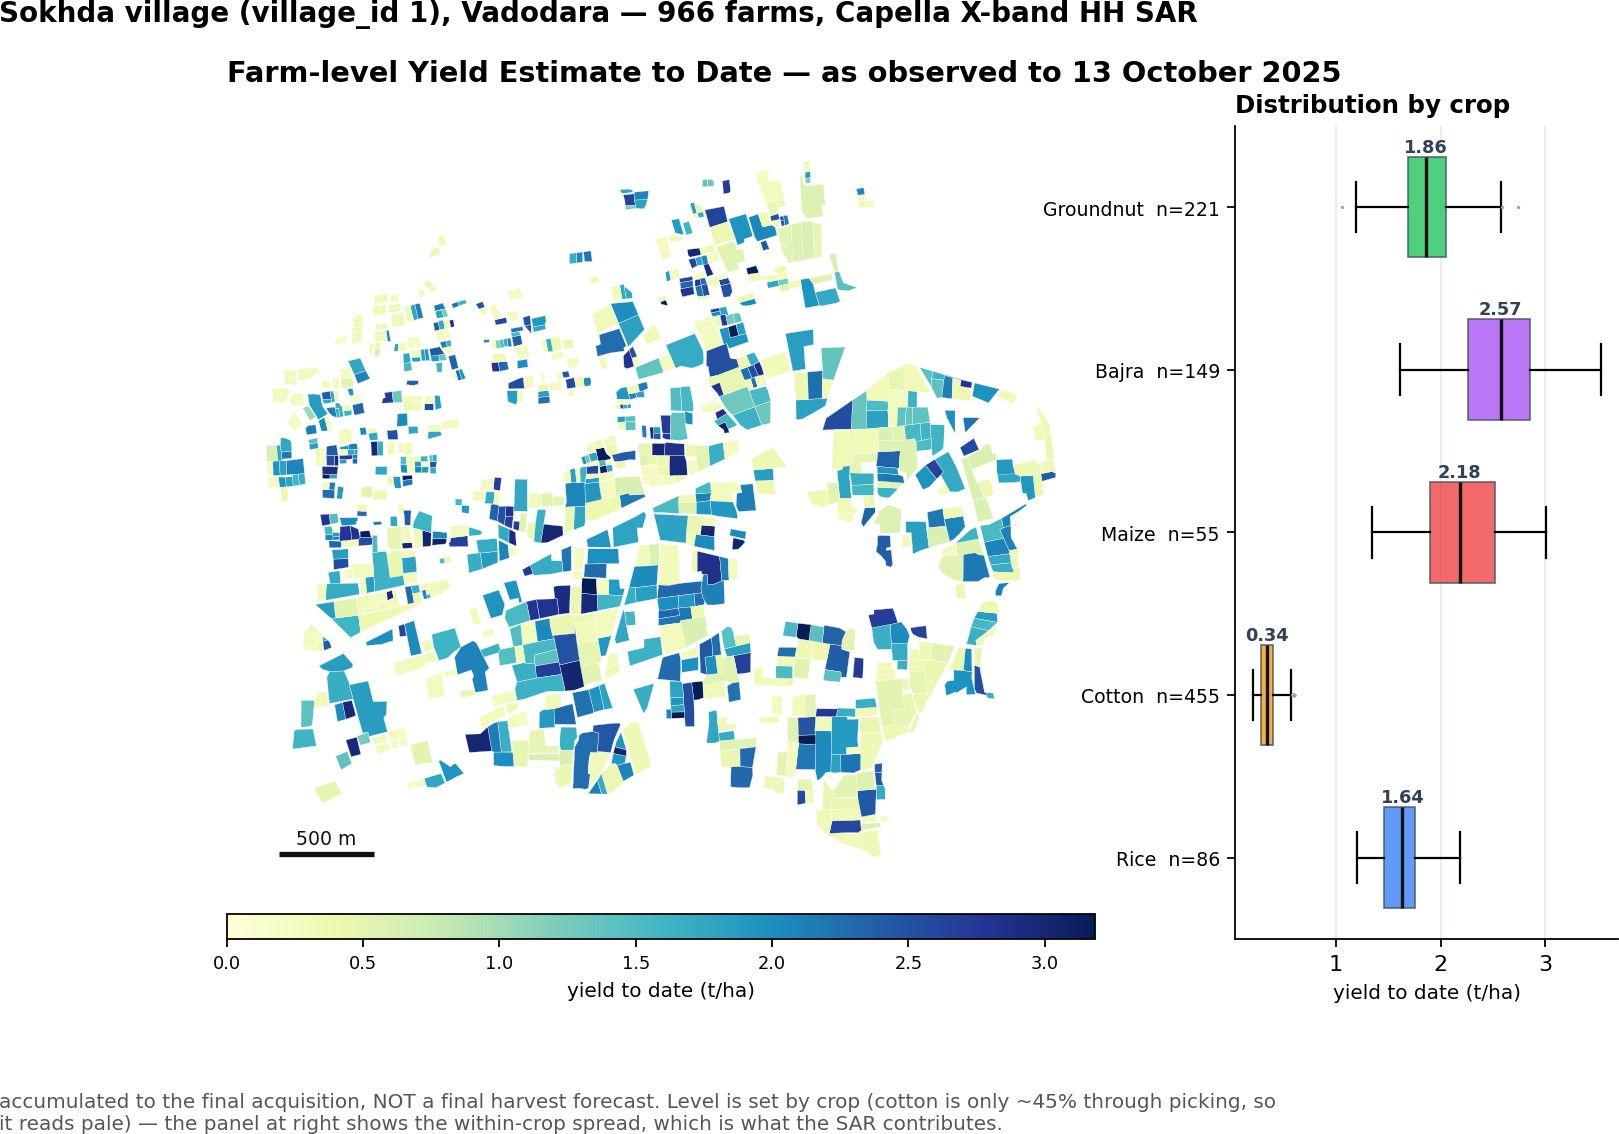 Sokhda village (village_id 1), Vadodara — 966 farms, Capella X-band HH SAR
Farm-level Yield Estimate to Date — as observed to 13 October 2025
Distribution by crop
1.86
Groundnut n=221
2.57
Bajra n=149
2.18
Maize n=55
0.34
Cotton n=455
1.64
Rice n=86
500 m
0.0 0.5 1.0 1.5 2.0 2.5 3.0
yield to date (t/ha)
1 2 3
yield to date (t/ha)
accumulated to the final acquisition, NOT a final harvest forecast. Level is set by crop (cotton is only ~45% through picking, so
it reads pale) — the panel at right shows the within-crop spread, which is what the SAR contributes.